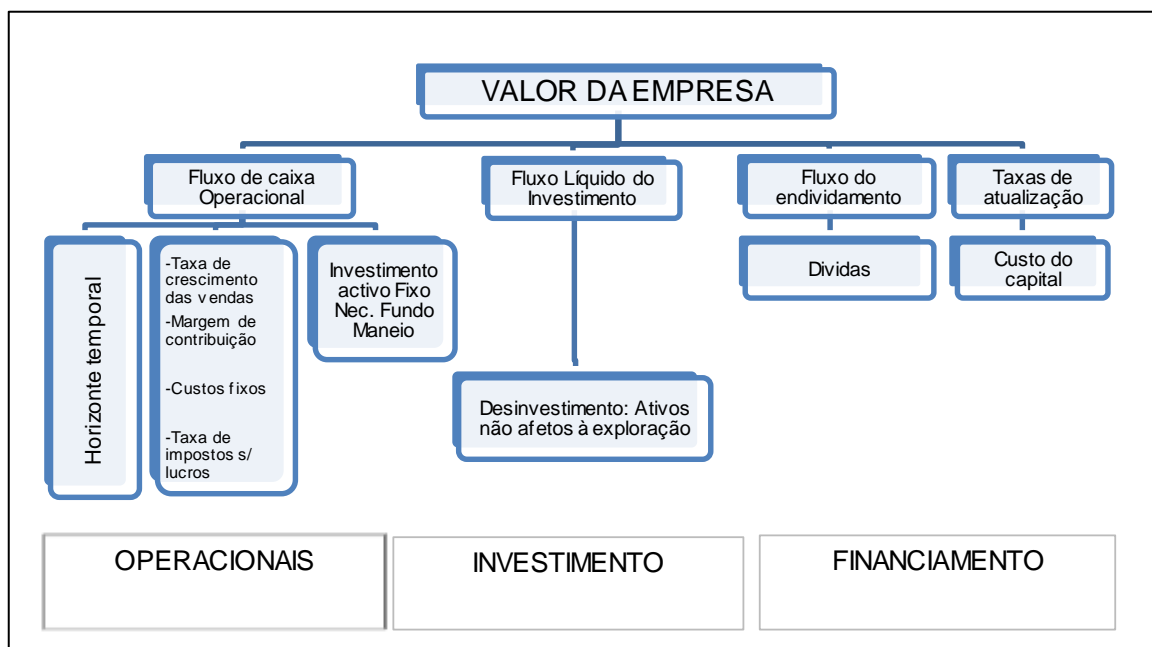 VALOR DA EMPRESA
Fluxo de caixa
Operacional
Fluxo Líquido do
Investimento
Fluxo do
endividamento
Taxas de
atualização
Horizonte temporal
-Taxa de
crescimento
das vendas
-Margem de
contribuição
-Custos fixos
-Taxa de
impostos s/
lucros
Investimento
activo Fixo
Nec. Fundo
Maneio
Dividas
Custo do
capital
Desinvestimento: Ativos
não afetos à exploração
OPERACIONAIS
INVESTIMENTO
FINANCIAMENTO